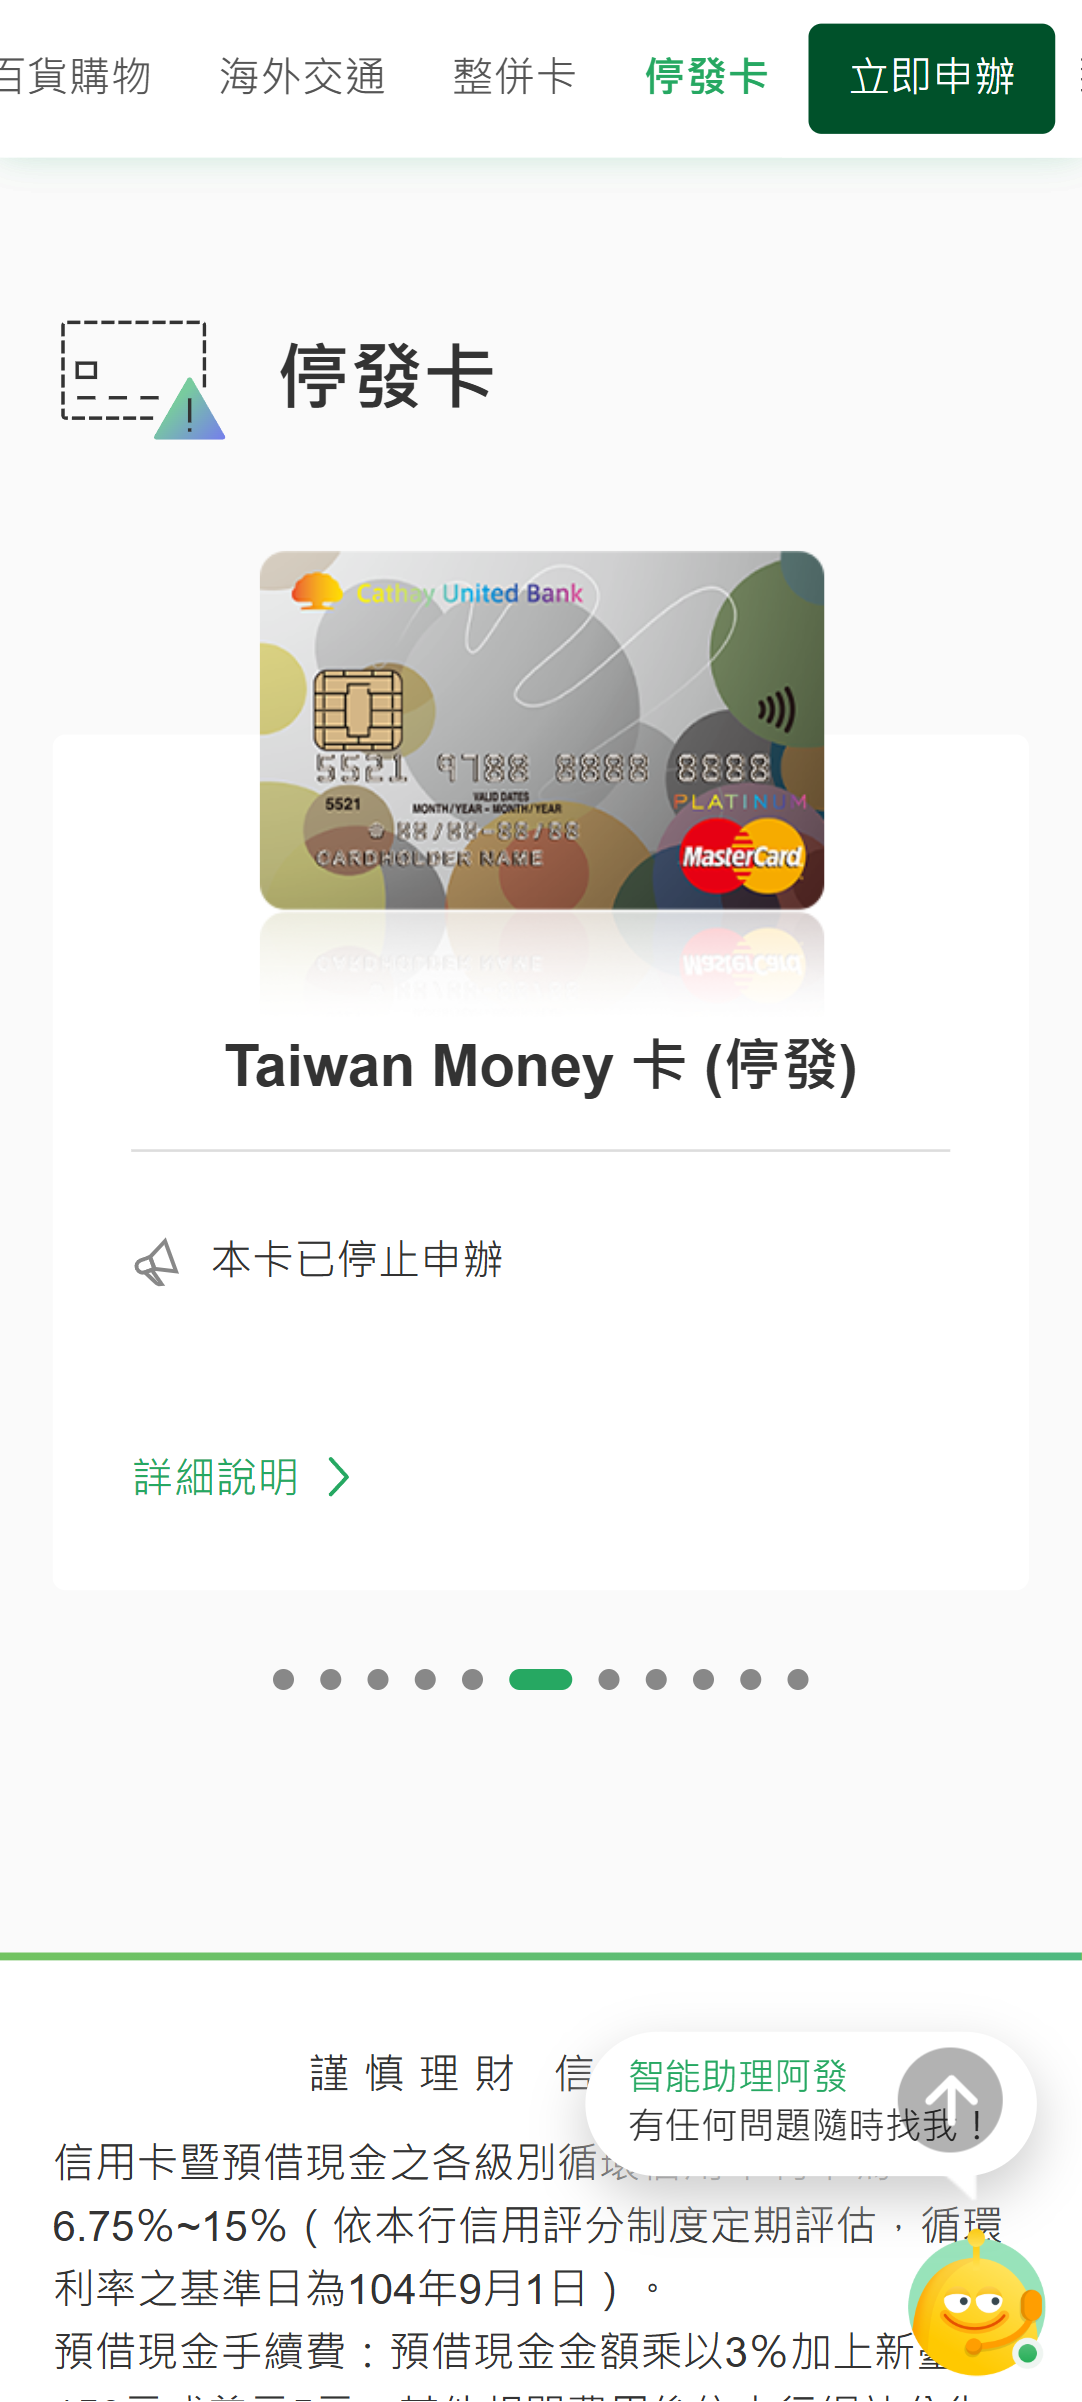 百貨購物 海外交通 整併卡 停發卡 立即申辦
停發卡
Cathay United Bank
5521 9788 8888 8888
5521
VALID DATES
MONTH/YEAR - MONTH/YEAR
PLATINUM
88/88-88/88
CARDHOLDER NAME
MasterCard
Taiwan Money 卡 (停發)
本卡已停止申辦
詳細說明
謹慎理財 信
智能助理阿發
有任何問題隨時找我！
信用卡暨預借現金之各級別循環信用
6.75%~15%（依本行信用評分制度定期評估，循環
利率之基準日為104年9月1日）。
預借現金手續費：預借現金金額乘以3%加上新臺